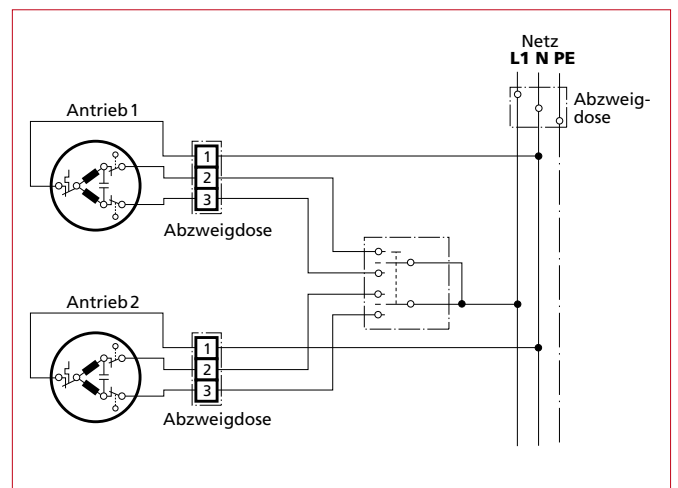 Netz
L1 N PE
Abzweig-
dose
Antrieb 1
1
2
3
Abzweigdose
Antrieb 2
1
2
3
Abzweigdose